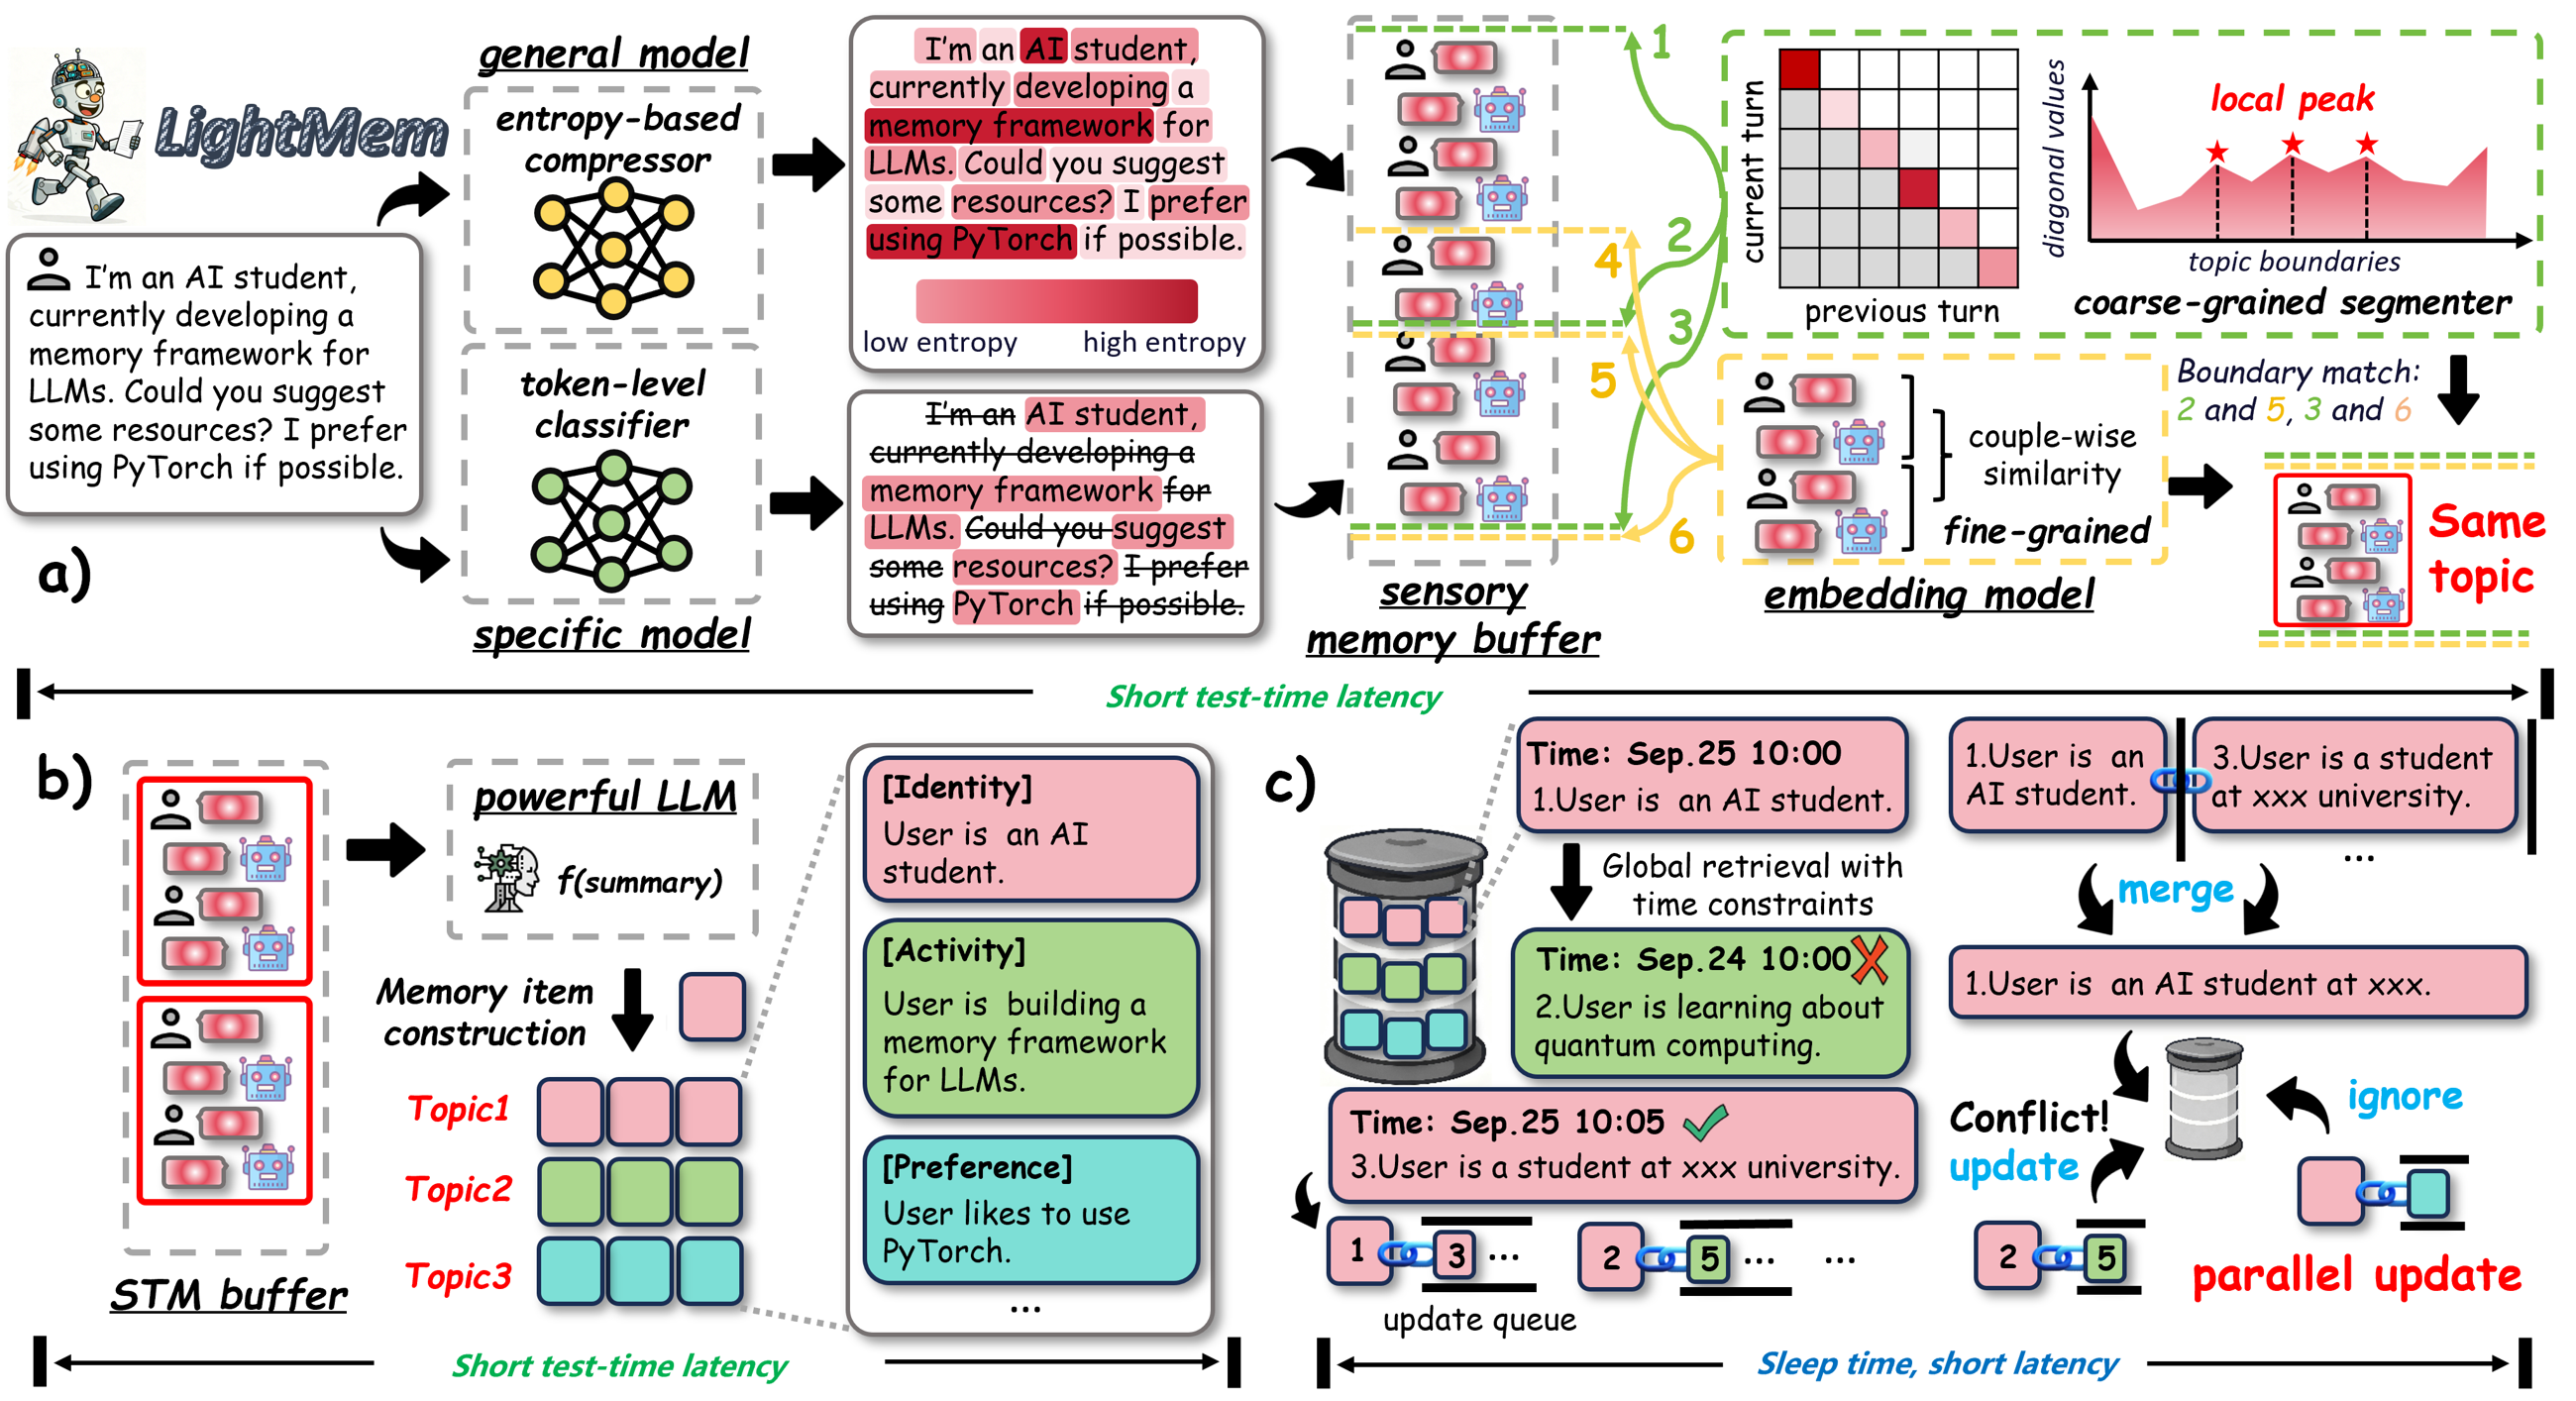 LightMem
general model
entropy-based
compressor
I'm an AI student,
currently developing a
memory framework for
LLMs. Could you suggest
some resources? I prefer
using PyTorch if possible.
a)
token-level
classifier
specific model
I'm an AI student,
currently developing a
memory framework for
LLMs. Could you suggest
some resources? I prefer
using PyTorch if possible.
low entropy
high entropy
I'm an AI student,
currently developing a
memory framework for
LLMs. Could you suggest
some resources? I prefer
using PyTorch if possible.
sensory
memory buffer
1
2
3
4
5
6
current turn
previous turn
diagonal values
local peak
topic boundaries
coarse-grained segmenter
couple-wise
similarity
fine-grained
embedding model
Boundary match:
2 and 5, 3 and 6
Same
topic
Short test-time latency
b)
STM buffer
powerful LLM
f(summary)
Memory item
construction
Topic1
Topic2
Topic3
[Identity]
User is an AI
student.
[Activity]
User is building a
memory framework
for LLMs.
[Preference]
User likes to use
PyTorch.
...
Short test-time latency
c)
Time: Sep.25 10:00
1.User is an AI student.
Global retrieval with
time constraints
Time: Sep.24 10:00
2.User is learning about
quantum computing.
Time: Sep.25 10:05
3.User is a student at xxx university.
1
3
...
2
5
...
...
update queue
1.User is an
AI student.
3.User is a student
at xxx university.
...
merge
1.User is an AI student at xxx.
Conflict!
update
ignore
2
5
parallel update
Sleep time, short latency